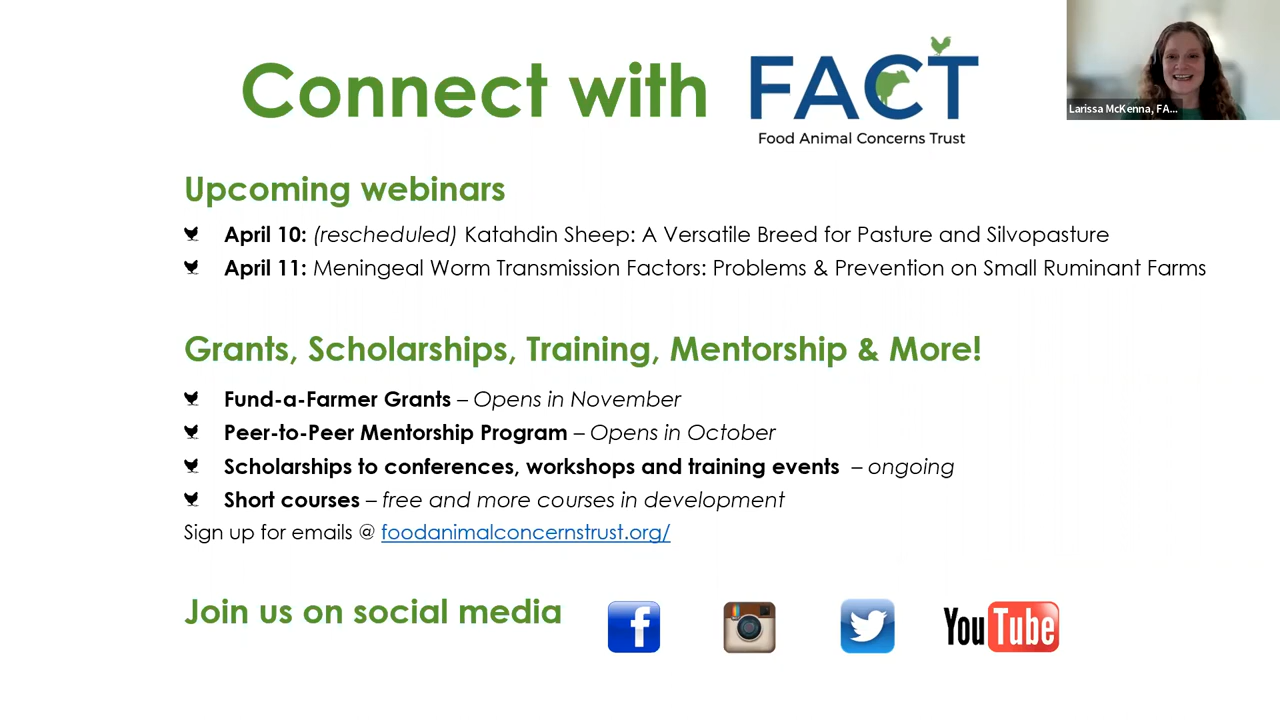 Connect with FACT
Food Animal Concerns Trust
Larissa McKenna, FA...
Upcoming webinars
April 10: (rescheduled) Katahdin Sheep: A Versatile Breed for Pasture and Silvopasture
April 11: Meningeal Worm Transmission Factors: Problems & Prevention on Small Ruminant Farms
Grants, Scholarships, Training, Mentorship & More!
Fund-a-Farmer Grants – Opens in November
Peer-to-Peer Mentorship Program – Opens in October
Scholarships to conferences, workshops and training events – ongoing
Short courses – free and more courses in development
Sign up for emails @ foodanimalconcernstrust.org/
Join us on social media
f
YouTube